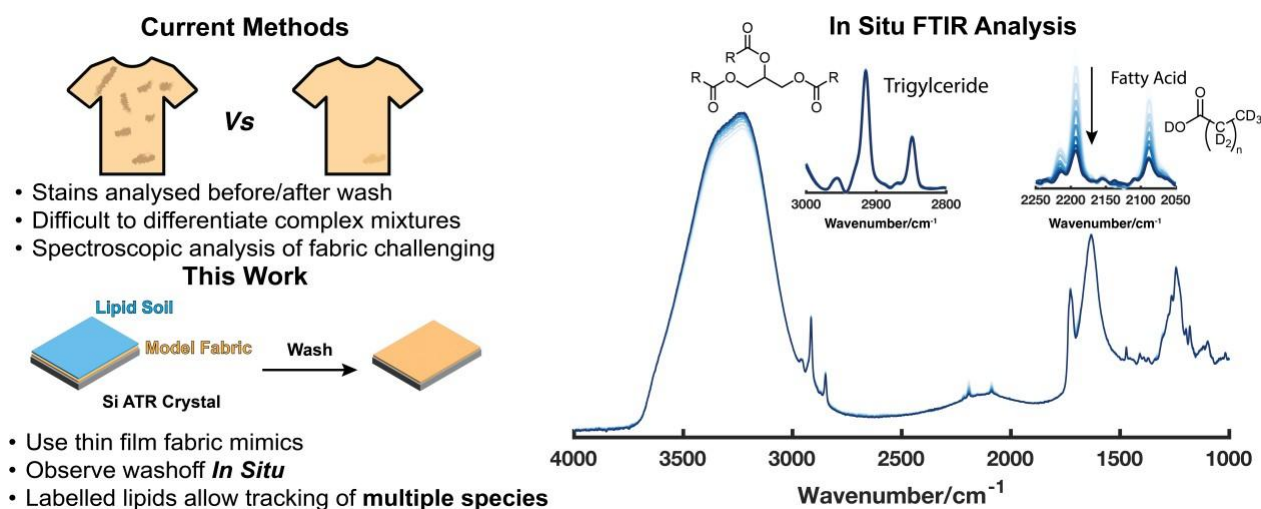 Current Methods
Vs
• Stains analysed before/after wash
• Difficult to differentiate complex mixtures
• Spectroscopic analysis of fabric challenging
This Work
Lipid Soil
Model Fabric
Wash
Si ATR Crystal
• Use thin film fabric mimics
• Observe washoff In Situ
• Labelled lipids allow tracking of multiple species
In Situ FTIR Analysis
O
R
O
R
O
O
R
O
O
Trigylceride
3000 2900 2800
Wavenumber/cm-1
Fatty Acid
O
DO
C
D2
n
CD3
2250 2200 2150 2100 2050
Wavenumber/cm-1
4000 3500 3000 2500 2000 1500 1000
Wavenumber/cm-1